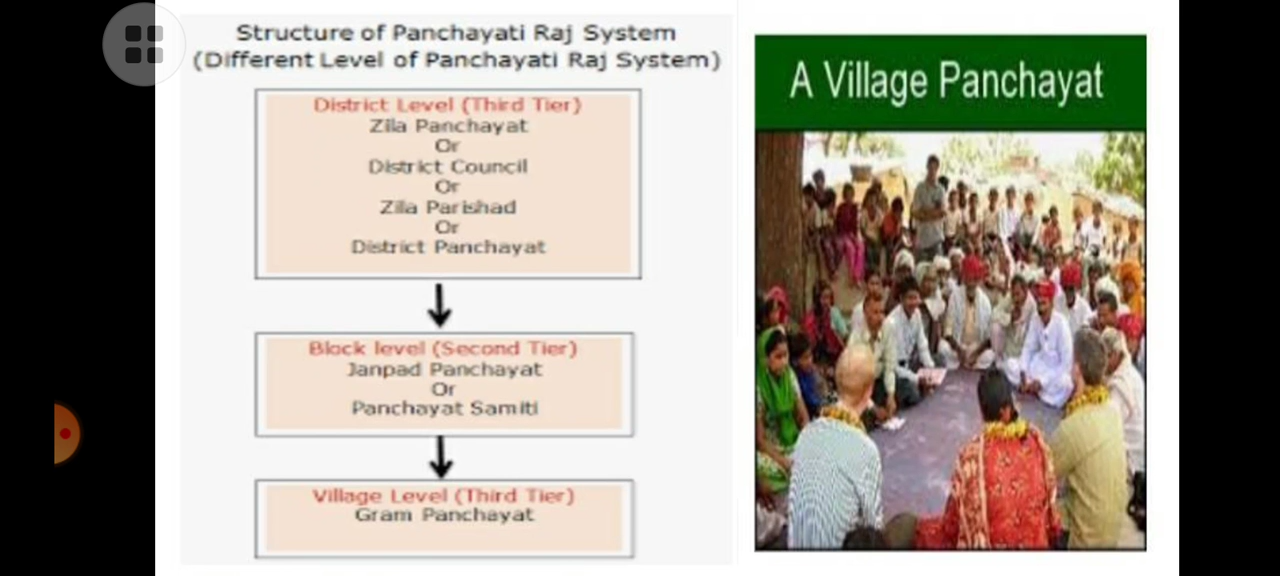 Structure of Panchayati Raj System
(Different Level of Panchayati Raj System)
District Level (Third Tier)
Zila Panchayat
Or
District Council
Or
Zila Parishad
Or
District Panchayat
Block level (Second Tier)
Janpad Panchayat
Or
Panchayat Samiti
Village Level (Third Tier)
Gram Panchayat
A Village Panchayat